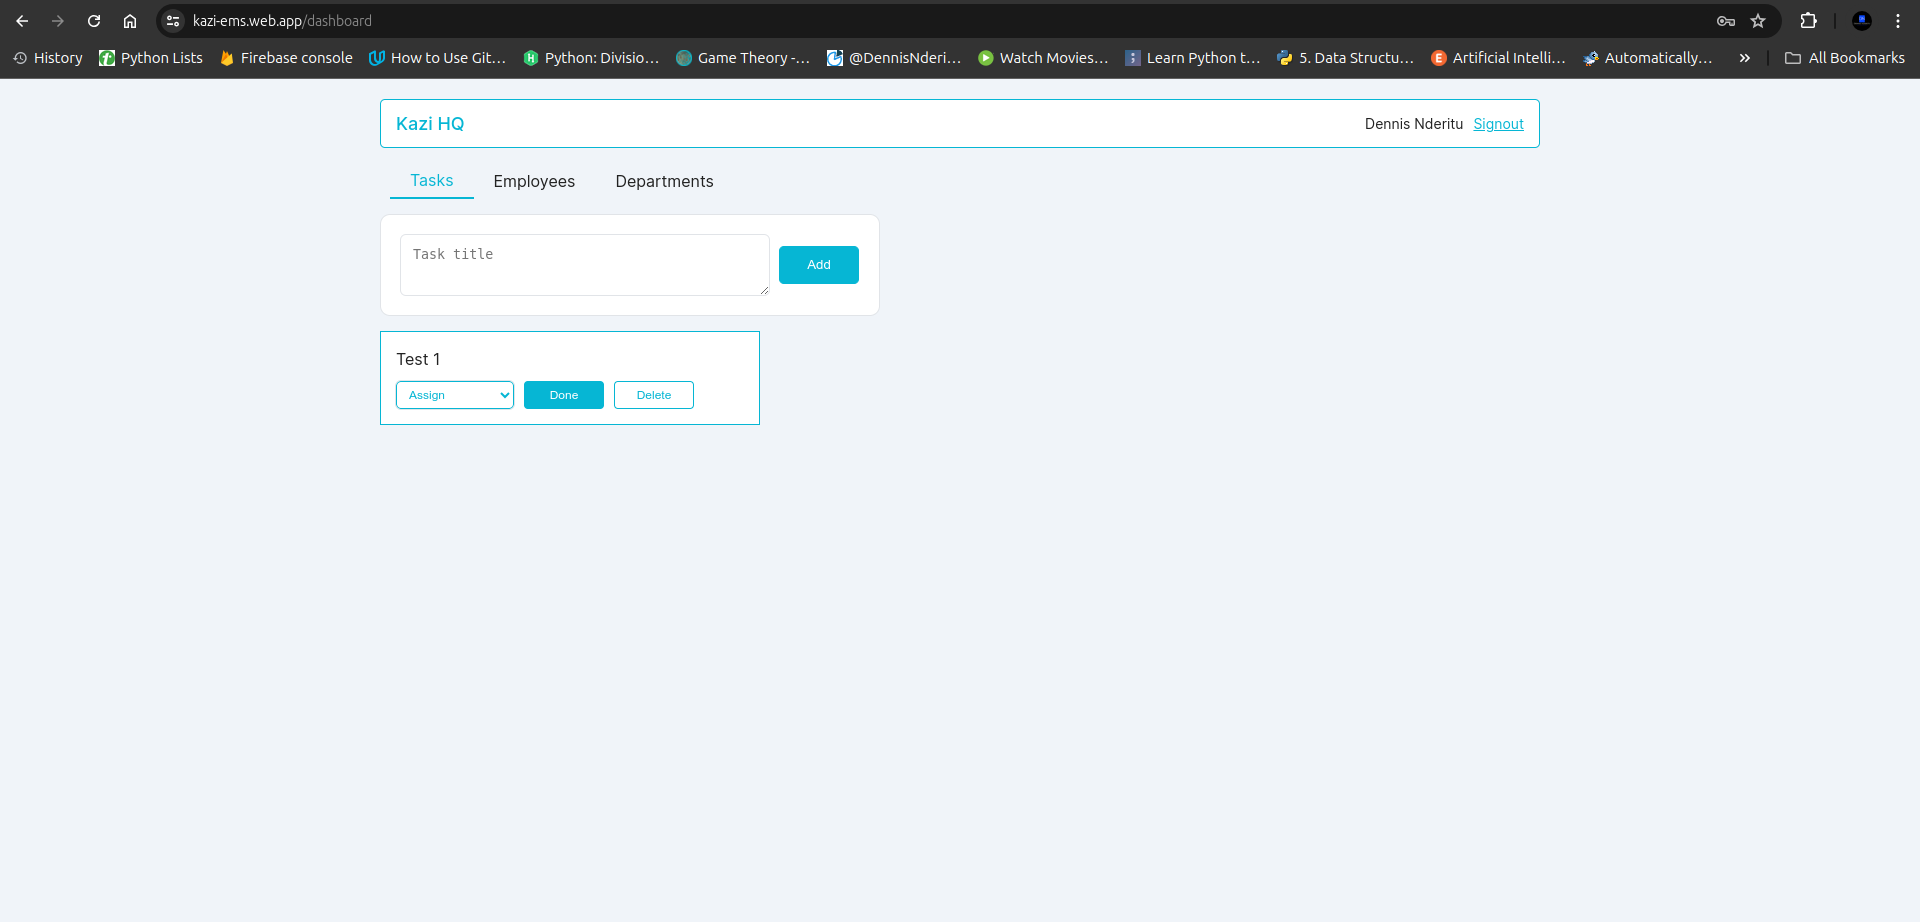 kazi-ems.web.app/dashboard
History Python Lists Firebase console How to Use Git... Python: Divisio... Game Theory -... @DennisNderi... Watch Movies... Learn Python t... 5. Data Structu... Artificial Intelli... Automatically... » All Bookmarks
Kazi HQ Dennis Nderitu Signout
Tasks Employees Departments
Task title
Add
Test 1
Assign Done Delete